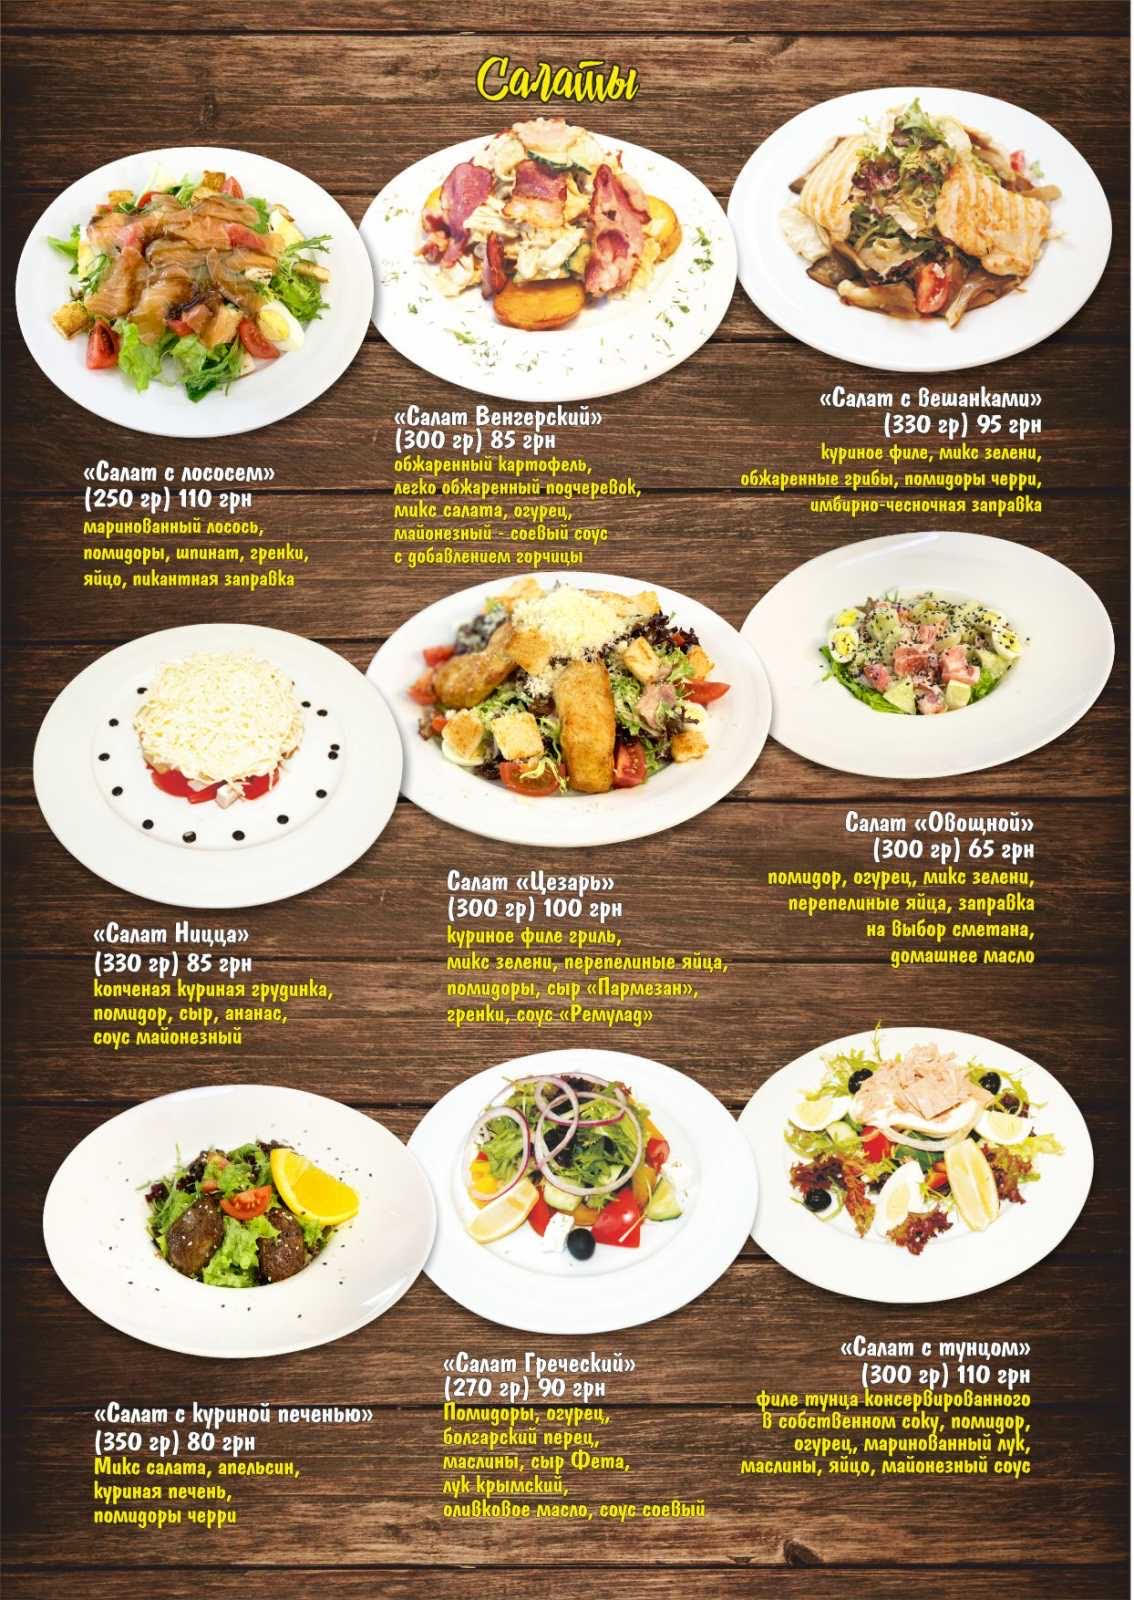 Салаты
«Салат с лососем»
(250 гр) 110 грн
маринованный лосось,
помидоры, шпинат, гренки,
яйцо, пикантная заправка
«Салат Венгерский»
(300 гр) 85 грн
обжаренный картофель,
легко обжаренный подчеревок,
микс салата, огурец,
майонезный - соевый соус
с добавлением горчицы
«Салат с вешанками»
(330 гр) 95 грн
куриное филе, микс зелени,
обжаренные грибы, помидоры черри,
имбирно-чесночная заправка
«Салат Ницца»
(330 гр) 85 грн
копченая куриная грудинка,
помидор, сыр, ананас,
соус майонезный
Салат «Цезарь»
(300 гр) 100 грн
куриное филе гриль,
микс зелени, перепелиные яйца,
помидоры, сыр «Пармезан»,
гренки, соус «Ремулад»
Салат «Овощной»
(300 гр) 65 грн
помидор, огурец, микс зелени,
перепелиные яйца, заправка
на выбор сметана,
домашнее масло
«Салат с куриной печенью»
(350 гр) 80 грн
Микс салата, апельсин,
куриная печень,
помидоры черри
«Салат Греческий»
(270 гр) 90 грн
Помидоры, огурец,
болгарский перец,
маслины, сыр Фета,
лук крымский,
оливковое масло, соус соевый
«Салат с тунцом»
(300 гр) 110 грн
филе тунца консервированного
в собственном соку, помидор,
огурец, маринованный лук,
маслины, яйцо, майонезный соус